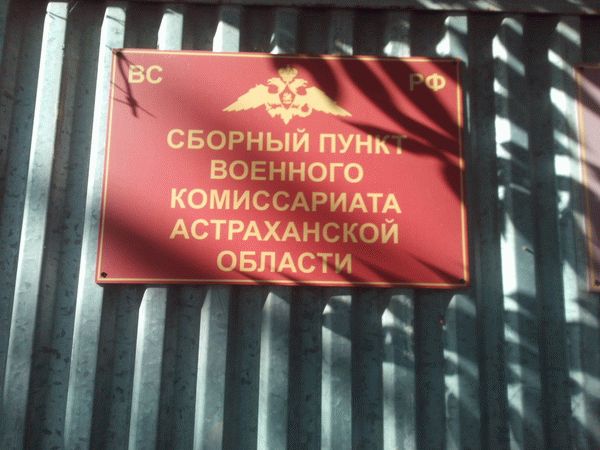 ВС РФ
СБОРНЫЙ ПУНКТ
ВОЕННОГО
КОМИССАРИАТА
АСТРАХАНСКОЙ
ОБЛАСТИ